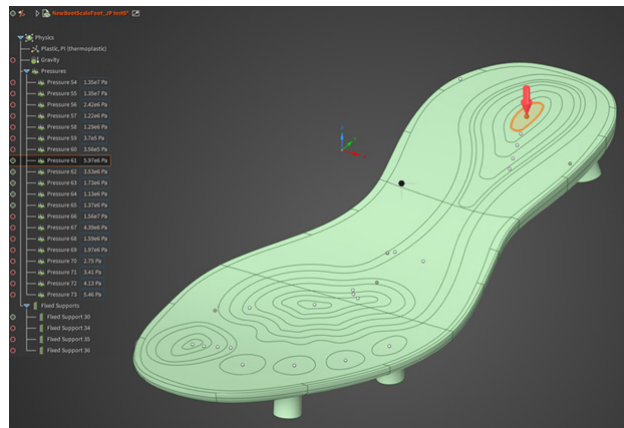 NewBootScaleFoot_JP test5*
Physics
Plastic, PI (thermoplastic)
Gravity
Pressures
Pressure 54 1.35e7 Pa
Pressure 55 1.35e7 Pa
Pressure 56 2.42e6 Pa
Pressure 57 1.22e6 Pa
Pressure 58 1.29e6 Pa
Pressure 59 3.7e5 Pa
Pressure 60 3.56e5 Pa
Pressure 61 5.97e6 Pa
Pressure 62 3.53e6 Pa
Pressure 63 1.73e6 Pa
Pressure 64 1.13e6 Pa
Pressure 65 1.37e6 Pa
Pressure 66 1.56e7 Pa
Pressure 67 4.39e6 Pa
Pressure 68 1.59e6 Pa
Pressure 69 1.97e6 Pa
Pressure 70 2.75 Pa
Pressure 71 3.41 Pa
Pressure 72 4.13 Pa
Pressure 73 5.46 Pa
Fixed Supports
Fixed Support 30
Fixed Support 34
Fixed Support 35
Fixed Support 36